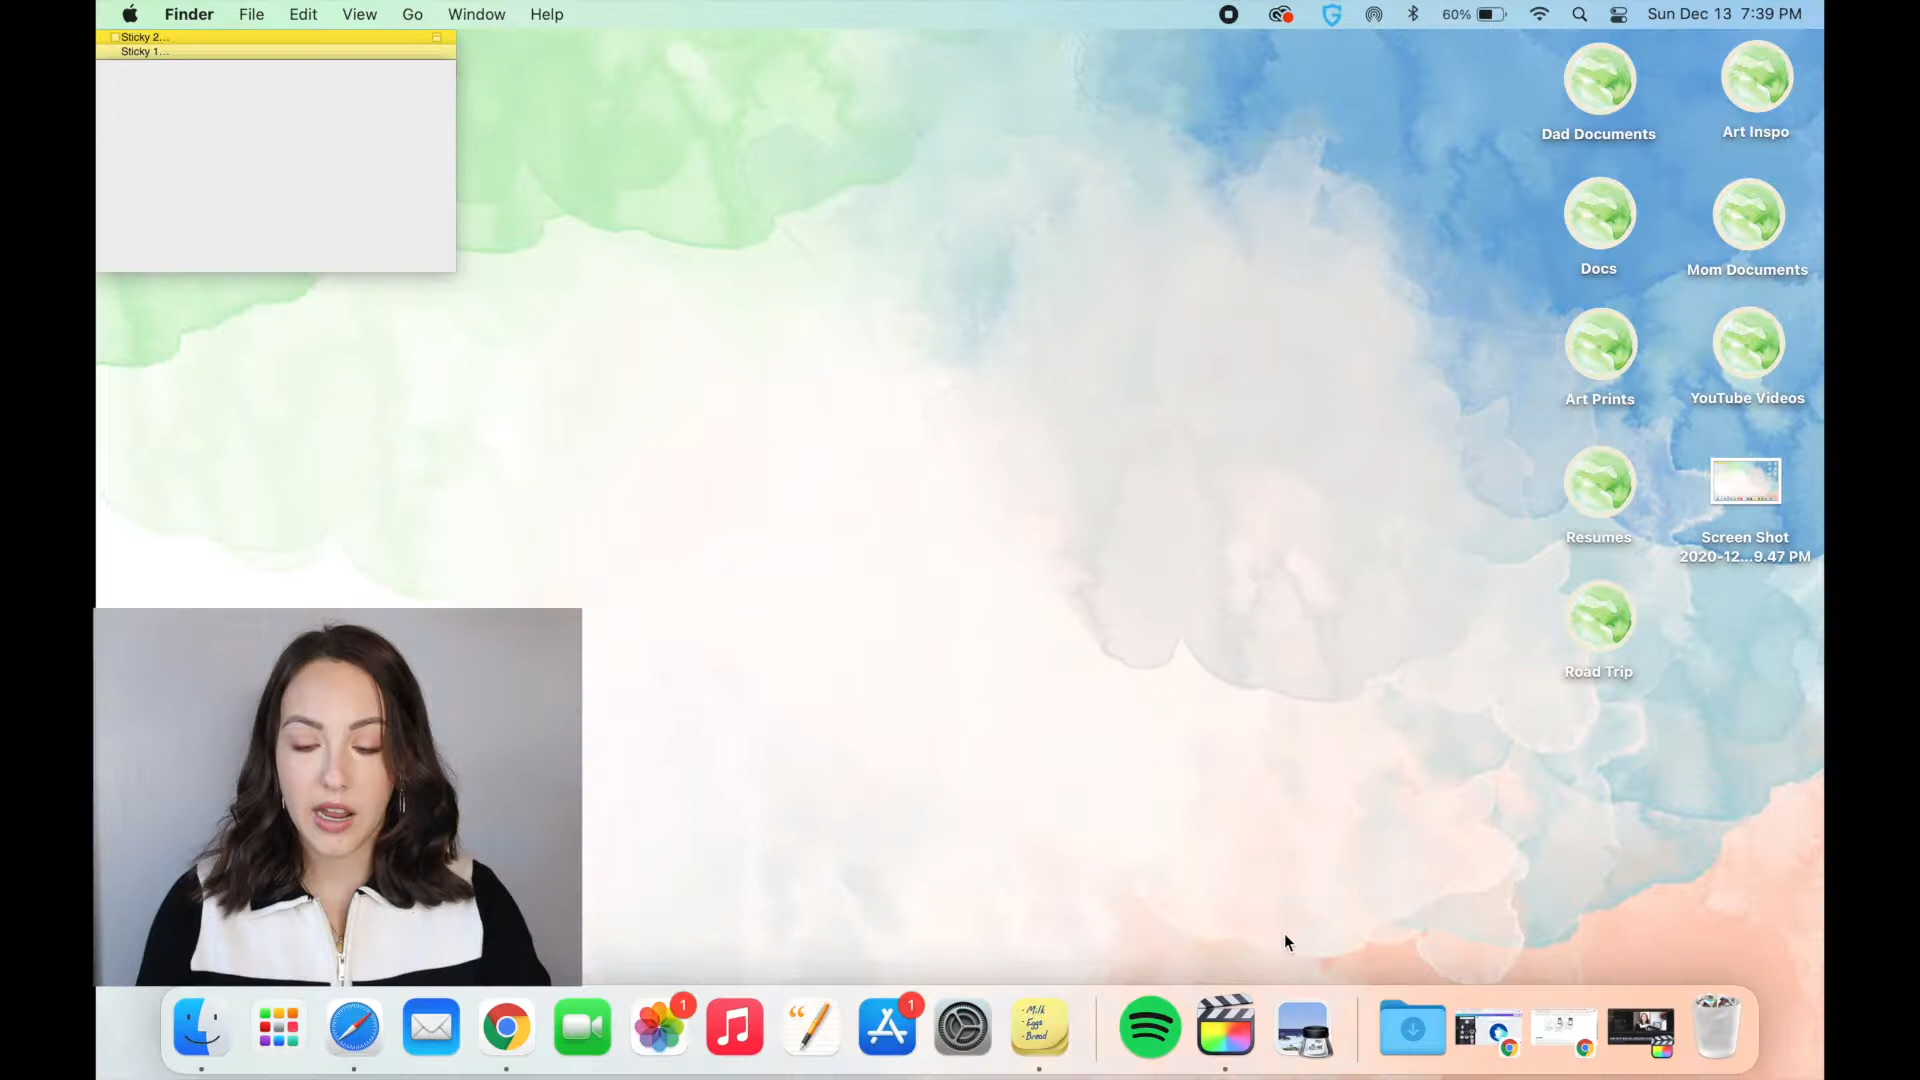 Finder File Edit View Go Window Help
60% Sun Dec 13 7:39 PM
Sticky 2...
Sticky 1...
Dad Documents
Art Inspo
Docs
Mom Documents
Art Prints
YouTube Videos
Resumes
Screen Shot
2020-12...9.47 PM
Road Trip
1
1
- Milk
- Eggs
- Bread